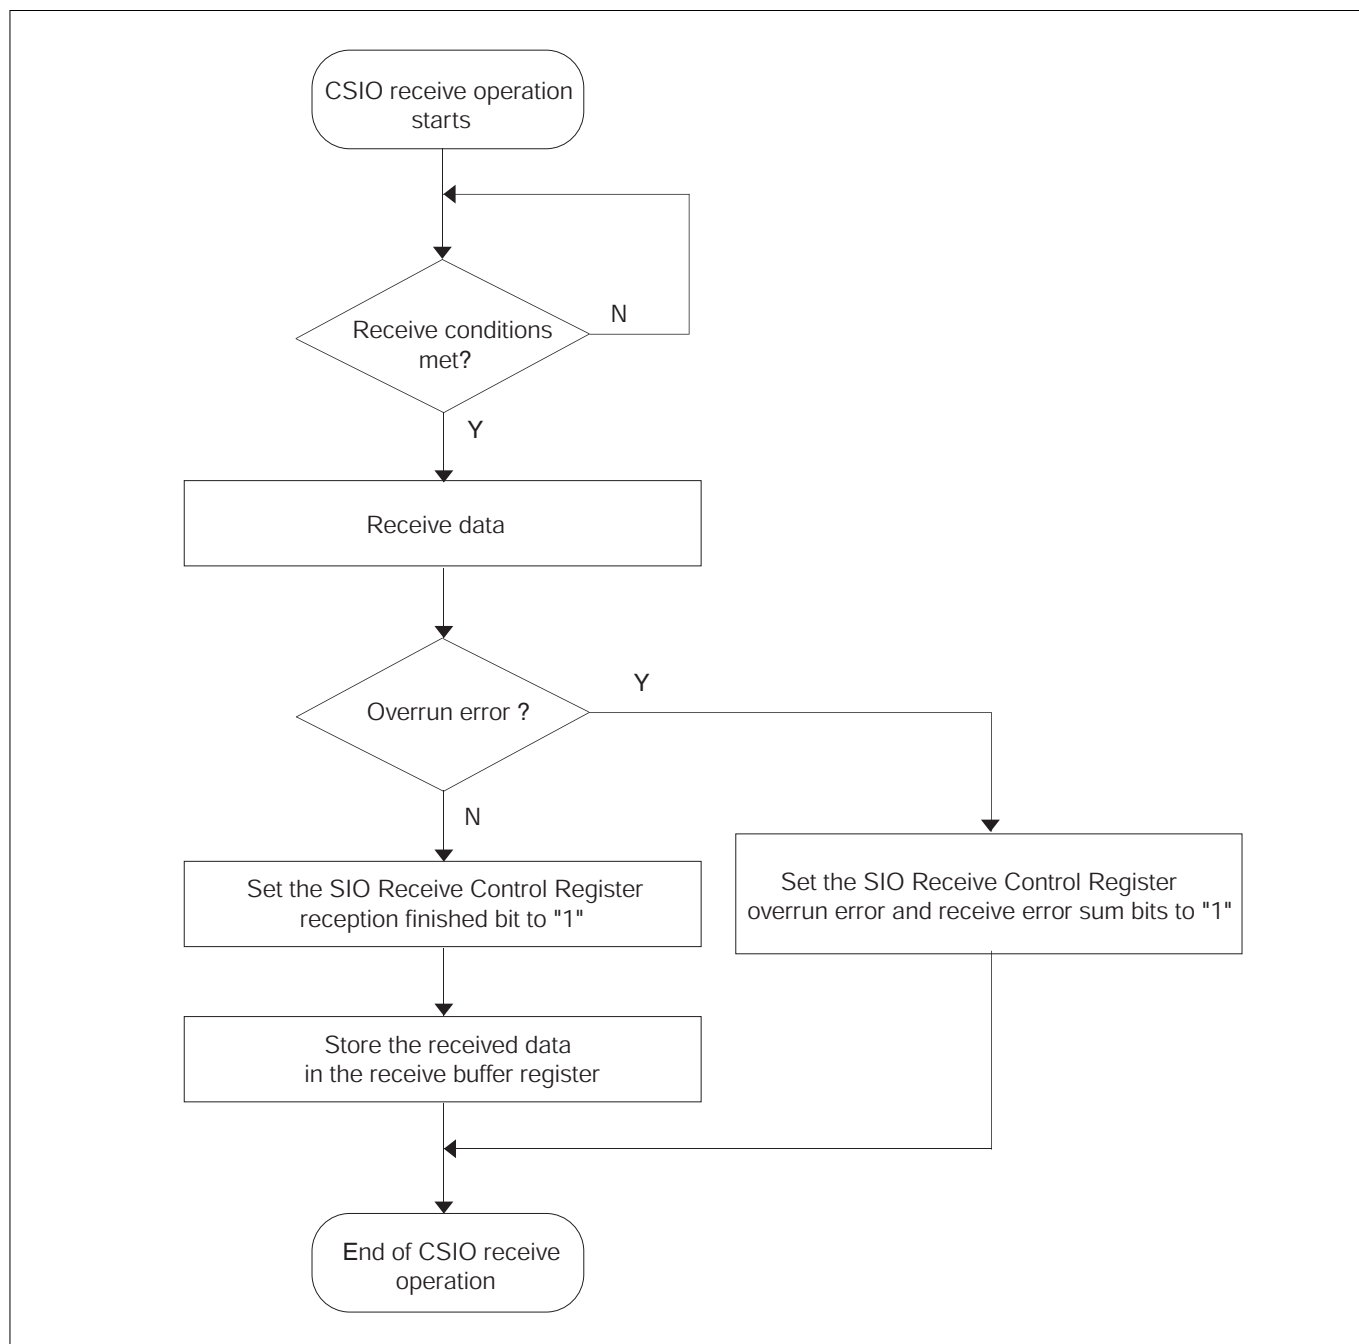 CSIO receive operation
starts
N
Receive conditions
met?
Y
Receive data
Y
Overrun error ?
N
Set the SIO Receive Control Register
reception finished bit to "1"
Set the SIO Receive Control Register
overrun error and receive error sum bits to "1"
Store the received data
in the receive buffer register
End of CSIO receive
operation